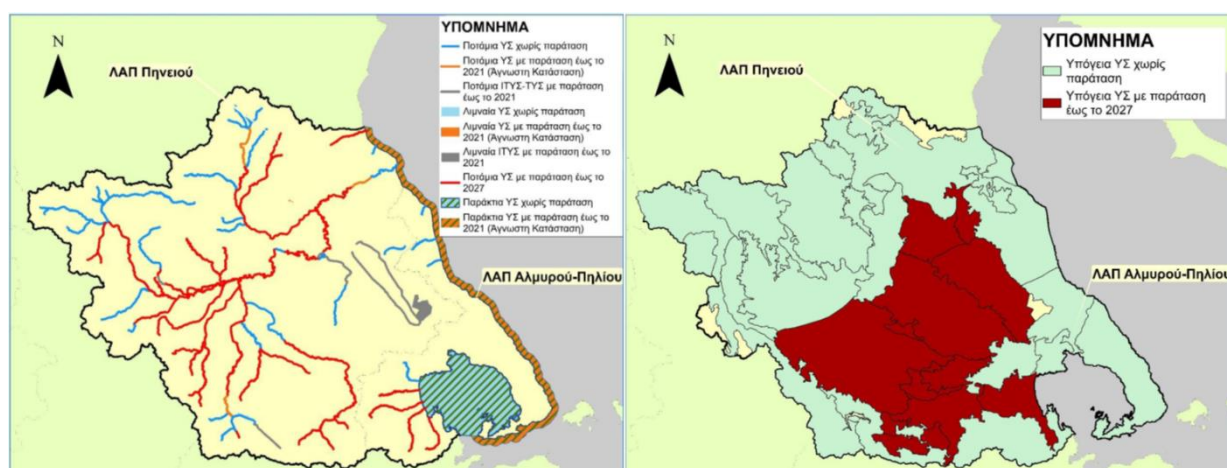 ΥΠΟΜΝΗΜΑ
Ποτάμια ΥΣ χωρίς παράταση
Ποτάμια ΥΣ με παράταση έως το
2021 (Άγνωστη Κατάσταση)
Ποτάμια ΙΤΥΣ-ΤΥΣ με παράταση
έως το 2021
Λιμναία ΥΣ χωρίς παράταση
Λιμναία ΥΣ με παράταση έως το
2021 (Άγνωστη Κατάσταση)
Λιμναία ΙΤΥΣ με παράταση έως το
2021
Ποτάμια ΥΣ με παράταση έως το
2027
Παράκτια ΥΣ χωρίς παράταση
Παράκτια ΥΣ με παράταση έως το
2021 (Άγνωστη Κατάσταση)
N
ΛΑΠ Πηνειού
ΛΑΠ Αλμυρού-Πηλίου
ΥΠΟΜΝΗΜΑ
Υπόγεια ΥΣ χωρίς
παράταση
Υπόγεια ΥΣ με παράταση
έως το 2027
N
ΛΑΠ Πηνειού
ΛΑΠ Αλμυρού-Πηλίου